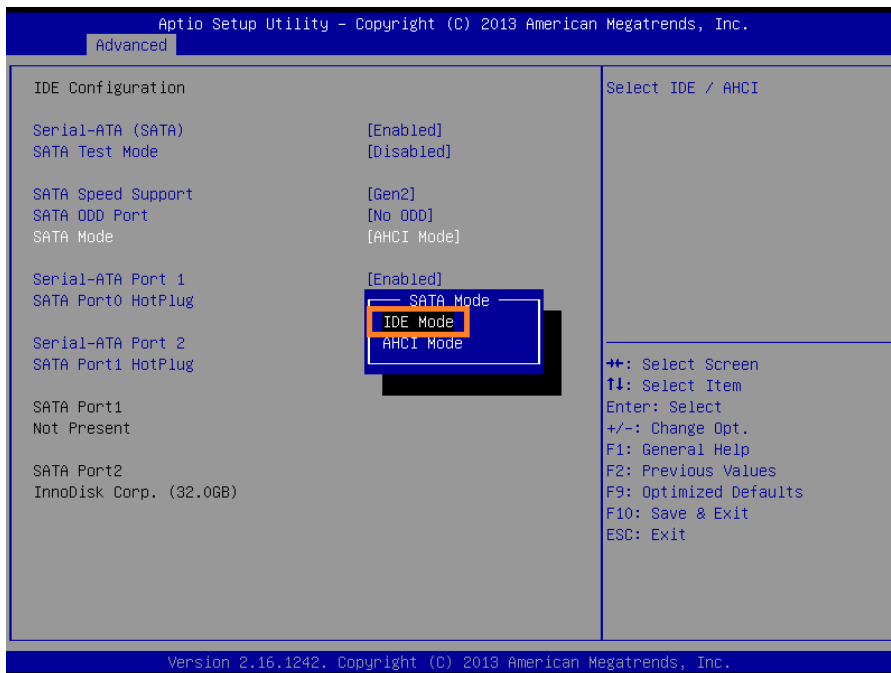 Aptio Setup Utility – Copyright (C) 2013 American Megatrends, Inc.
Advanced
IDE Configuration
Select IDE / AHCI
Serial-ATA (SATA) [Enabled]
SATA Test Mode [Disabled]
SATA Speed Support [Gen2]
SATA ODD Port [No ODD]
SATA Mode [AHCI Mode]
Serial-ATA Port 1 [Enabled]
SATA Port0 HotPlug
SATA Mode
IDE Mode
AHCI Mode
Serial-ATA Port 2
SATA Port1 HotPlug
SATA Port1
Not Present
SATA Port2
InnoDisk Corp. (32.0GB)
→←: Select Screen
↑↓: Select Item
Enter: Select
+/-: Change Opt.
F1: General Help
F2: Previous Values
F9: Optimized Defaults
F10: Save & Exit
ESC: Exit
Version 2.16.1242. Copyright (C) 2013 American Megatrends, Inc.